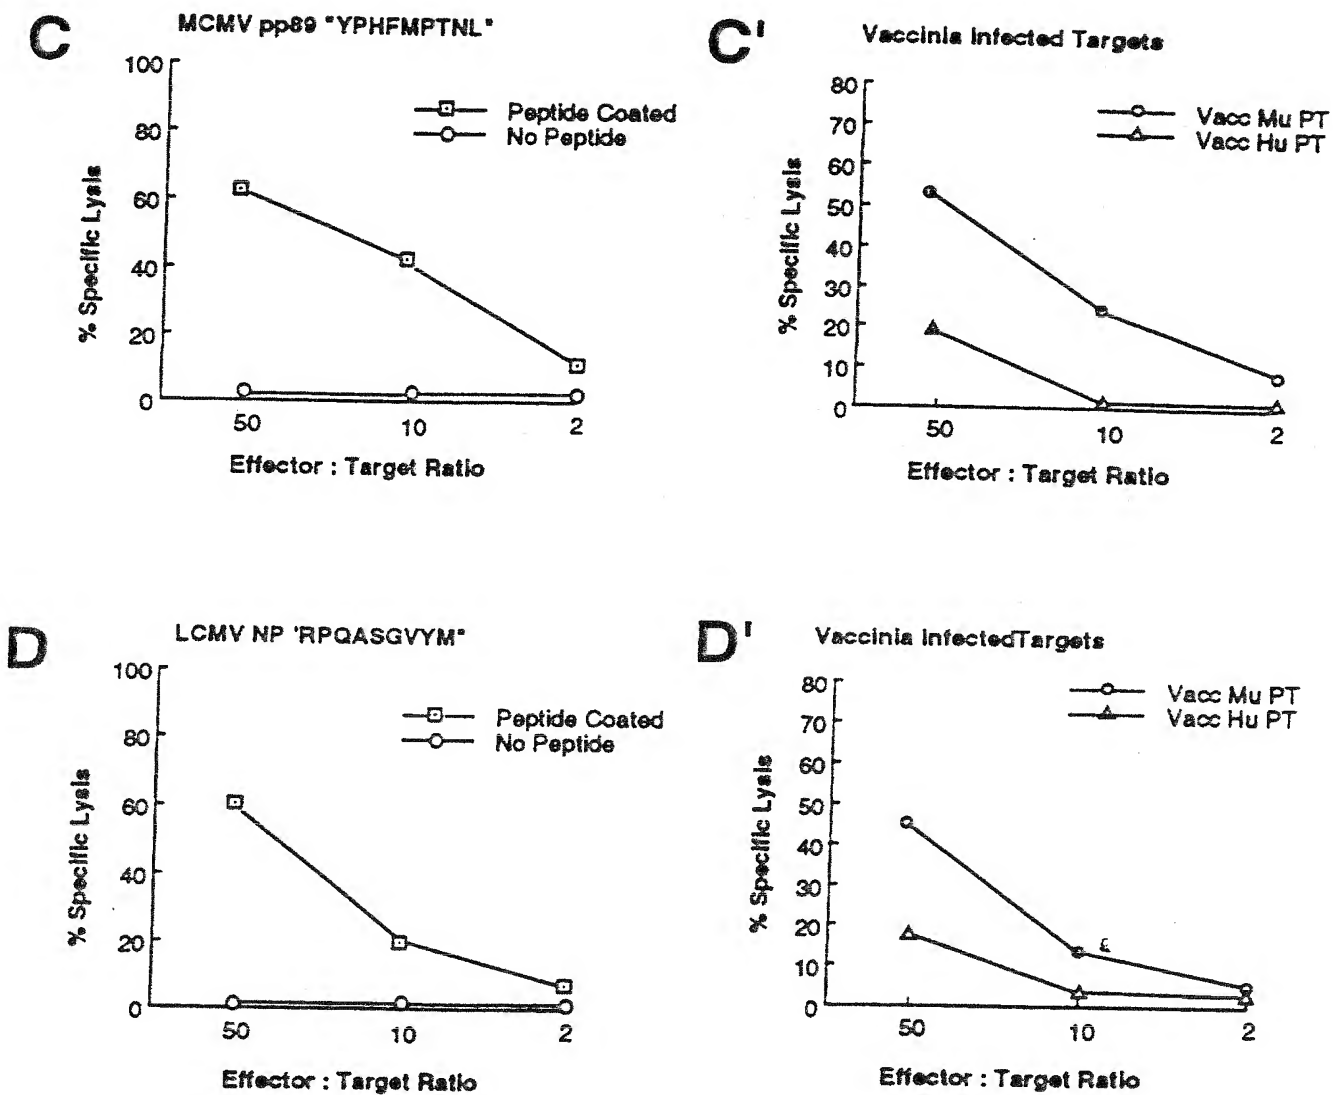 C
MCMV pp89 "YPHFMPTNL"
100
80
60
40
20
0
% Specific Lysis
Peptide Coated
No Peptide
50 10 2
Effector : Target Ratio
C'
Vaccinia Infected Targets
80
70
60
50
40
30
20
10
0
% Specific Lysis
Vacc Mu PT
Vacc Hu PT
50 10 2
Effector : Target Ratio
D
LCMV NP 'RPQASGVYM"
100
80
60
40
20
0
% Specific Lysis
Peptide Coated
No Peptide
50 10 2
Effector : Target Ratio
D'
Vaccinia InfectedTargets
80
70
60
50
40
30
20
10
0
% Specific Lysis
Vacc Mu PT
Vacc Hu PT
50 10 2
Effector : Target Ratio